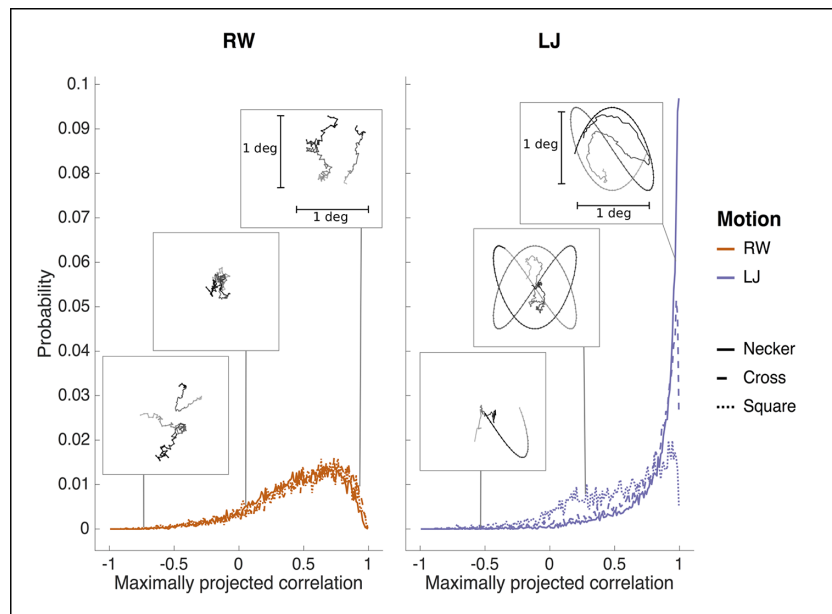 RW
LJ
0.1
0.09
0.08
0.07
0.06
0.05
0.04
0.03
0.02
0.01
0
Probability
1 deg
1 deg
1 deg
1 deg
Motion
RW
LJ
Necker
Cross
Square
-1 -0.5 0 0.5 1
-1 -0.5 0 0.5 1
Maximally projected correlation
Maximally projected correlation